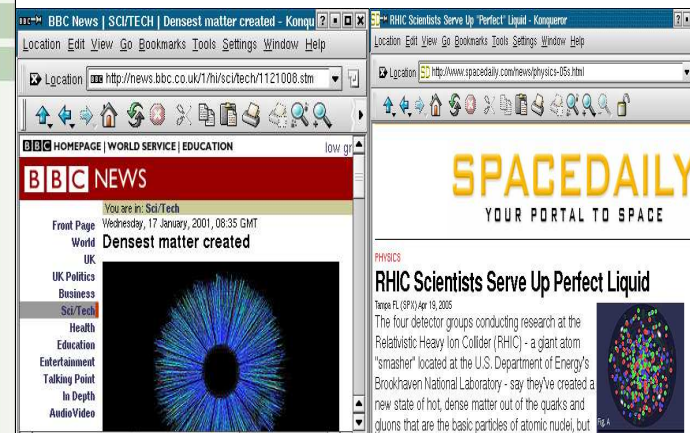 BBC News | SCI/TECH | Densest matter created - Konqu
Location Edit View Go Bookmarks Tools Settings Window Help
Location http://news.bbc.co.uk/1/hi/sci/tech/1121008.stm
BBC HOMEPAGE | WORLD SERVICE | EDUCATION low gr
BBC NEWS
You are in: Sci/Tech
Wednesday, 17 January, 2001, 08:35 GMT
Densest matter created
Front Page
World
UK
UK Politics
Business
Sci/Tech
Health
Education
Entertainment
Talking Point
In Depth
AudioVideo
RHIC Scientists Serve Up "Perfect" Liquid - Konqueror
Location Edit View Go Bookmarks Tools Settings Window Help
Location http://www.spacedaily.com/news/physics-05s.html
SPACEDAILY
YOUR PORTAL TO SPACE
PHYSICS
RHIC Scientists Serve Up Perfect Liquid
Tampa FL (SPX) Apr 19, 2005
The four detector groups conducting research at the
Relativistic Heavy Ion Collider (RHIC) - a giant atom
"smasher" located at the U.S. Department of Energy's
Brookhaven National Laboratory - say they've created a
new state of hot, dense matter out of the quarks and
gluons that are the basic particles of atomic nuclei, but
Fig. A